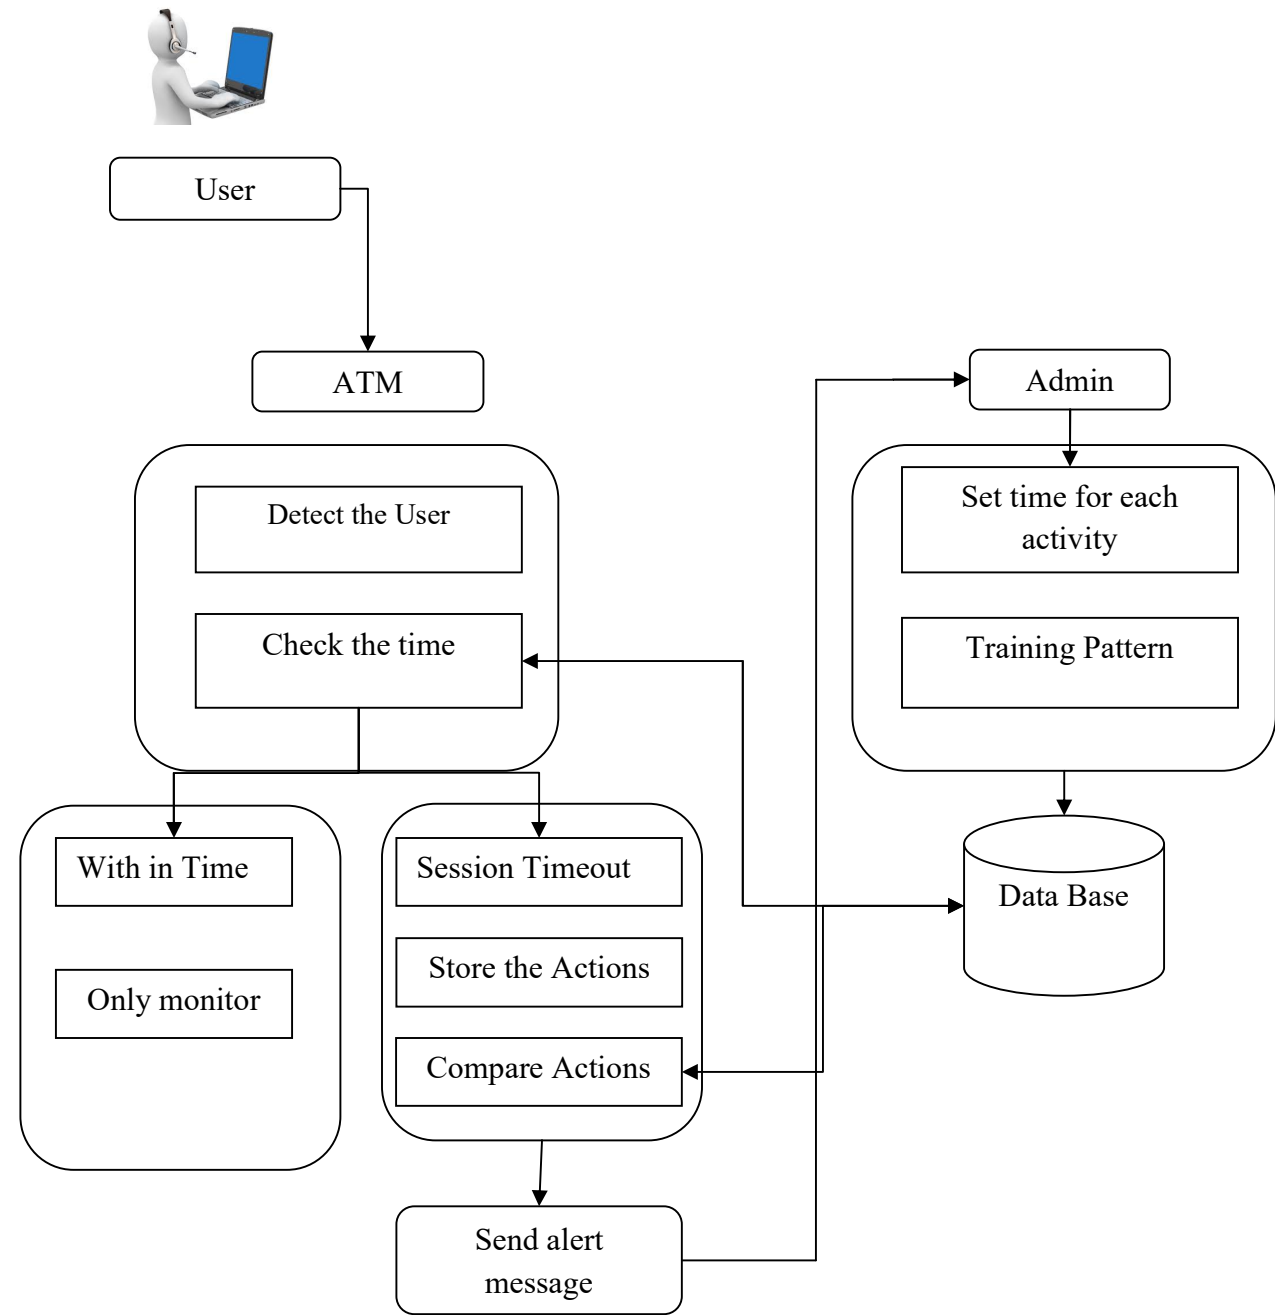 User
ATM
Admin
Detect the User
Check the time
Set time for each
activity
Training Pattern
With in Time
Only monitor
Session Timeout
Store the Actions
Compare Actions
Data Base
Send alert
message